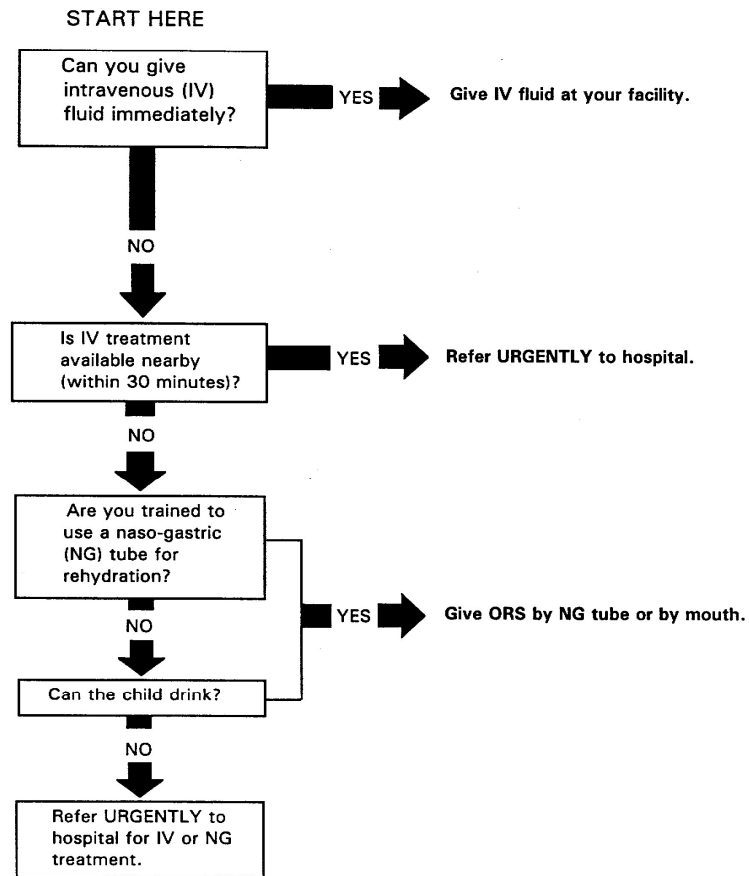 START HERE
Can you give
intravenous (IV)
fluid immediately?
YES
Give IV fluid at your facility.
NO
Is IV treatment
available nearby
(within 30 minutes)?
YES
Refer URGENTLY to hospital.
NO
Are you trained to
use a naso-gastric
(NG) tube for
rehydration?
YES
Give ORS by NG tube or by mouth.
NO
Can the child drink?
NO
Refer URGENTLY to
hospital for IV or NG
treatment.